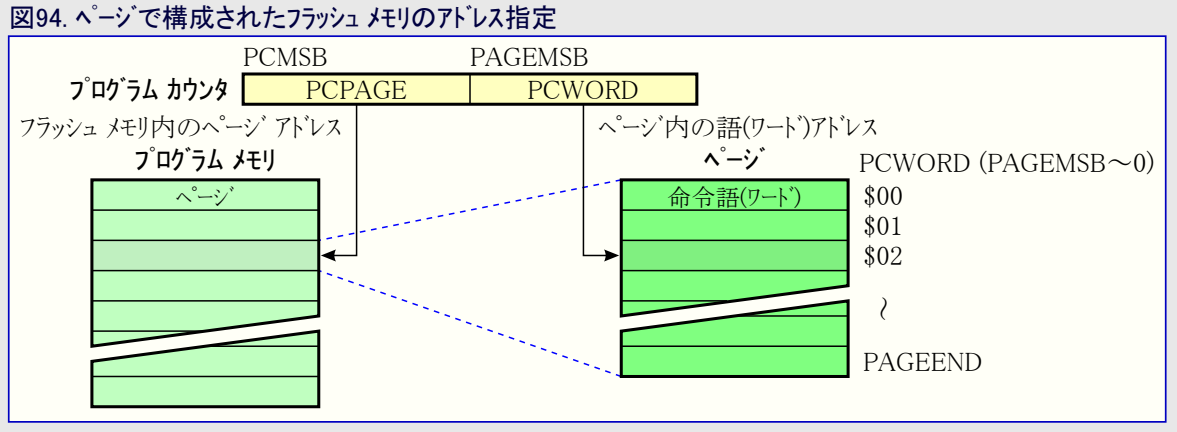 図94. ページで構成されたフラッシュ メモリのアドレス指定
PCMSB PAGEMSB
プログラム カウンタ PCPAGE PCWORD
フラッシュ メモリ内のページ アドレス ページ内の語(ワード)アドレス
プログラム メモリ ページ PCWORD (PAGEMSB～0)
ページ 命令語(ワード) $00
$01
$02
～
PAGEEND